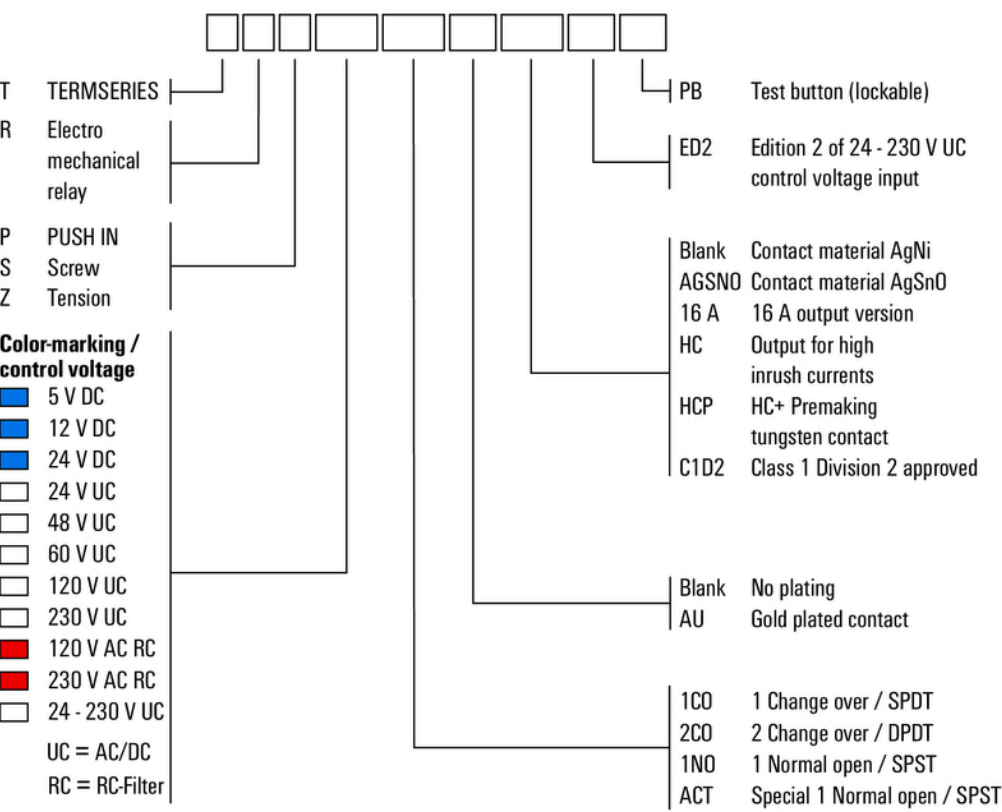 T TERMSERIES
R Electro
mechanical
relay
P PUSH IN
S Screw
Z Tension
Color-marking /
control voltage
5 V DC
12 V DC
24 V DC
24 V UC
48 V UC
60 V UC
120 V UC
230 V UC
120 V AC RC
230 V AC RC
24 - 230 V UC
UC = AC/DC
RC = RC-Filter
PB Test button (lockable)
ED2 Edition 2 of 24 - 230 V UC
control voltage input
Blank Contact material AgNi
AGSNO Contact material AgSnO
16 A 16 A output version
HC Output for high
inrush currents
HCP HC+ Premaking
tungsten contact
C1D2 Class 1 Division 2 approved
Blank No plating
AU Gold plated contact
1CO 1 Change over / SPDT
2CO 2 Change over / DPDT
1NO 1 Normal open / SPST
ACT Special 1 Normal open / SPST